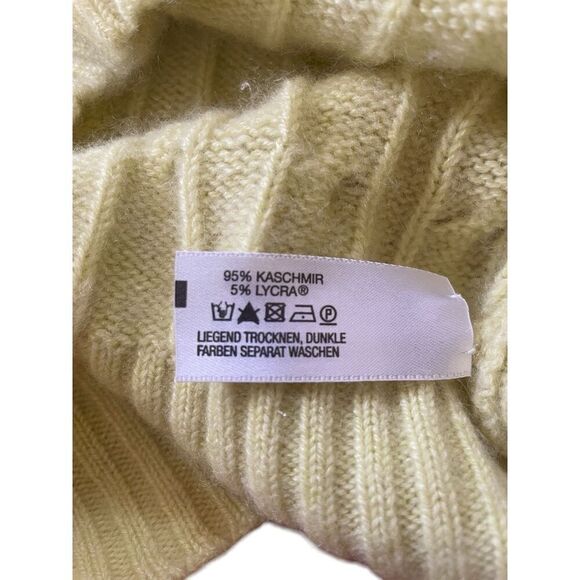 95% KASCHMIR
5% LYCRA®
P
LIEGEND TROCKNEN, DUNKLE
FARBEN SEPARAT WASCHEN